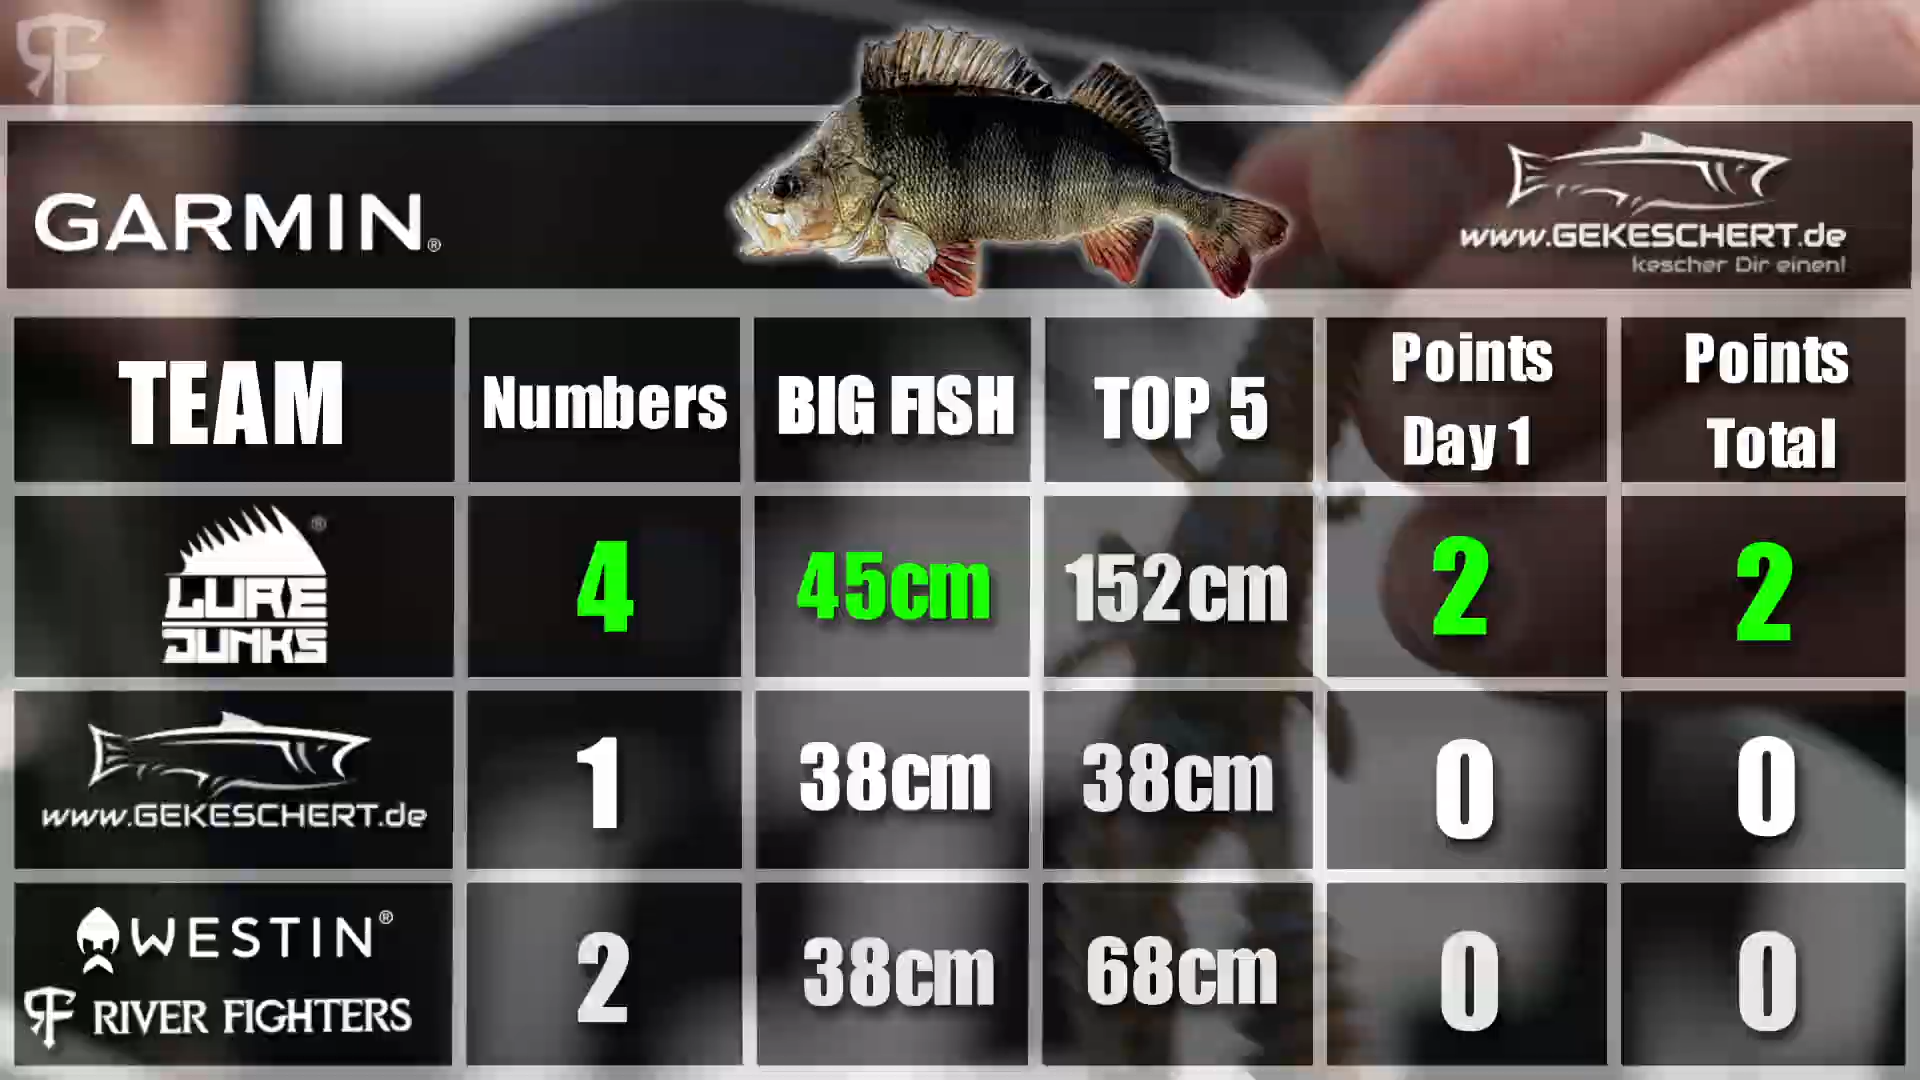 GARMIN®
www.GEKESCHERT.de
kescher Dir einen!
TEAM
Numbers
BIG FISH
TOP 5
Points
Day 1
Points
Total
LURE
JUNKS
®
4
45cm
152cm
2
2
www.GEKESCHERT.de
1
38cm
38cm
0
0
WESTIN®
RIVER FIGHTERS
2
38cm
68cm
0
0